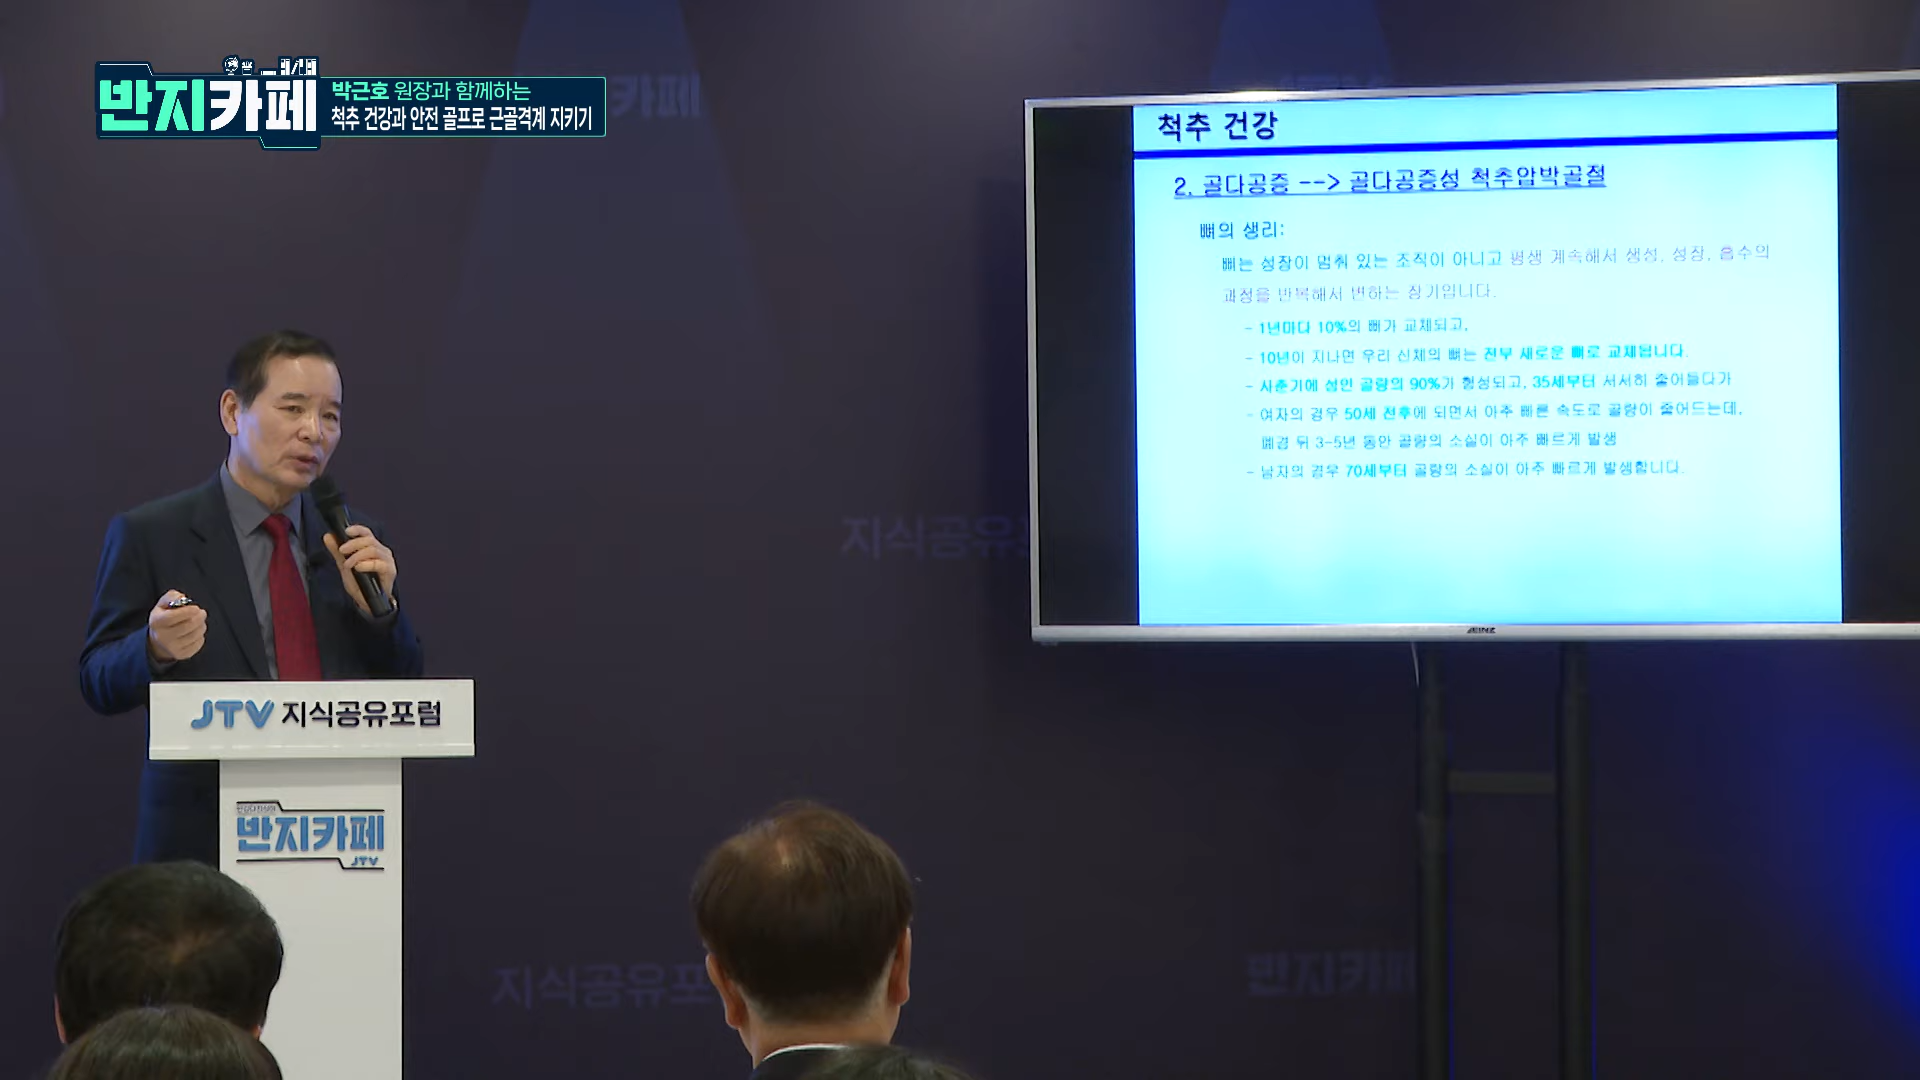 반지카페
박근호 원장과 함께하는
척추 건강과 안전 골프로 근골격계 지키기
카페
척추 건강
2. 골다공증 --> 골다공증성 척추압박골절
뼈의 생리:
뼈는 성장이 멈춰 있는 조직이 아니고 평생 계속해서 생성, 성장, 흡수의
과정을 반복해서 변하는 장기입니다.
- 1년마다 10%의 뼈가 교체되고,
- 10년이 지나면 우리 신체의 뼈는 전부 새로운 뼈로 교체됩니다.
- 사춘기에 성인 골량의 90%가 형성되고, 35세부터 서서히 줄어들다가
- 여자의 경우 50세 전후에 되면서 아주 빠른 속도로 골량이 줄어드는데,
폐경 뒤 3-5년 동안 골량의 소실이 아주 빠르게 발생
- 남자의 경우 70세부터 골량의 소실이 아주 빠르게 발생합니다.
지식공유
JTV 지식공유포럼
반지카페
JTV
지식공유포
반지카페